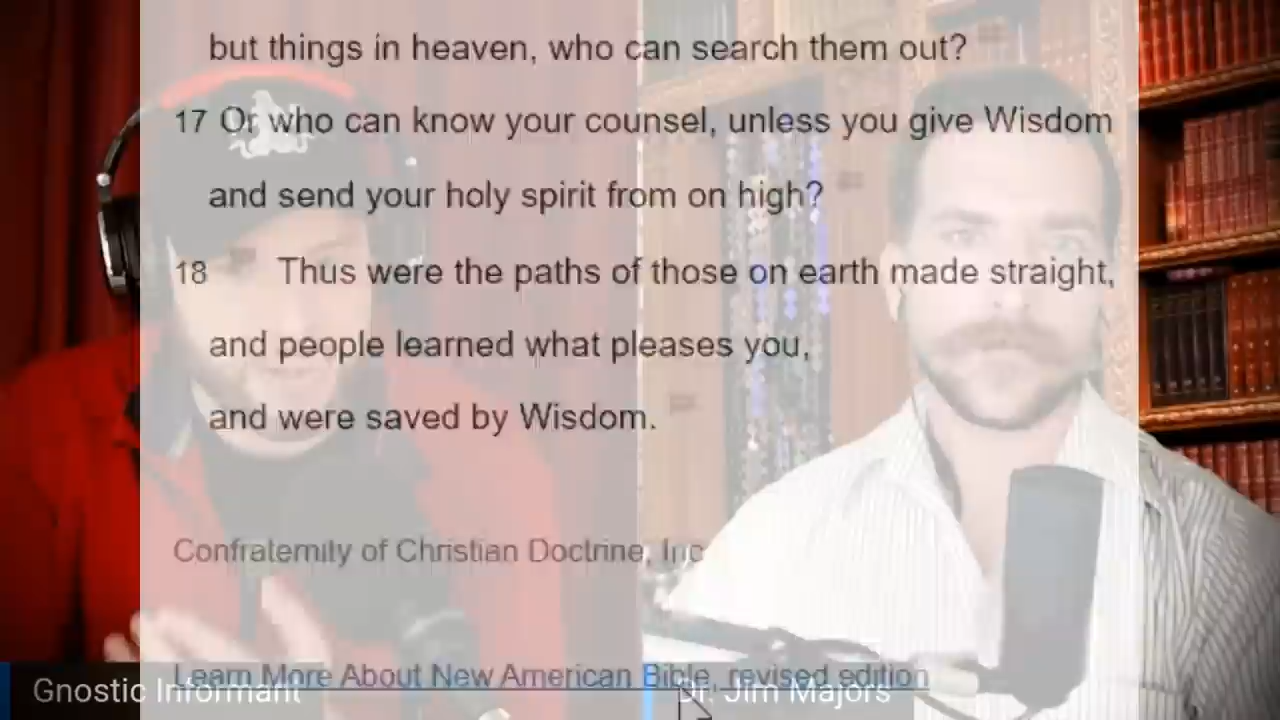 but things in heaven, who can search them out?
17 Or who can know your counsel, unless you give Wisdom
and send your holy spirit from on high?
18 Thus were the paths of those on earth made straight,
and people learned what pleases you,
and were saved by Wisdom.
Confraternity of Christian Doctrine, Inc
Learn More About New American Bible, revised edition
Gnostic Informant
Dr. Jim Majors